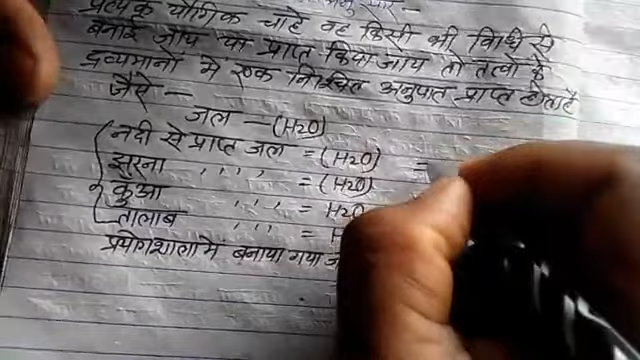 प्रत्येक यौगिक चाहे वह किसी भी विधि से
बनाई जाय या प्राप्त किया जाय तो तत्वो के
द्रव्यमानो मे एक निश्चित अनुपात प्राप्त होता है
जैसे —
जल — (H2O)
नदी से प्राप्त जल = (H2O) =
झरना ,, ,, = (H2O)
कुँआ ,, ,, = H2O
तालाब ,, ,, = H
प्रयोगशाला मे बनाया गया